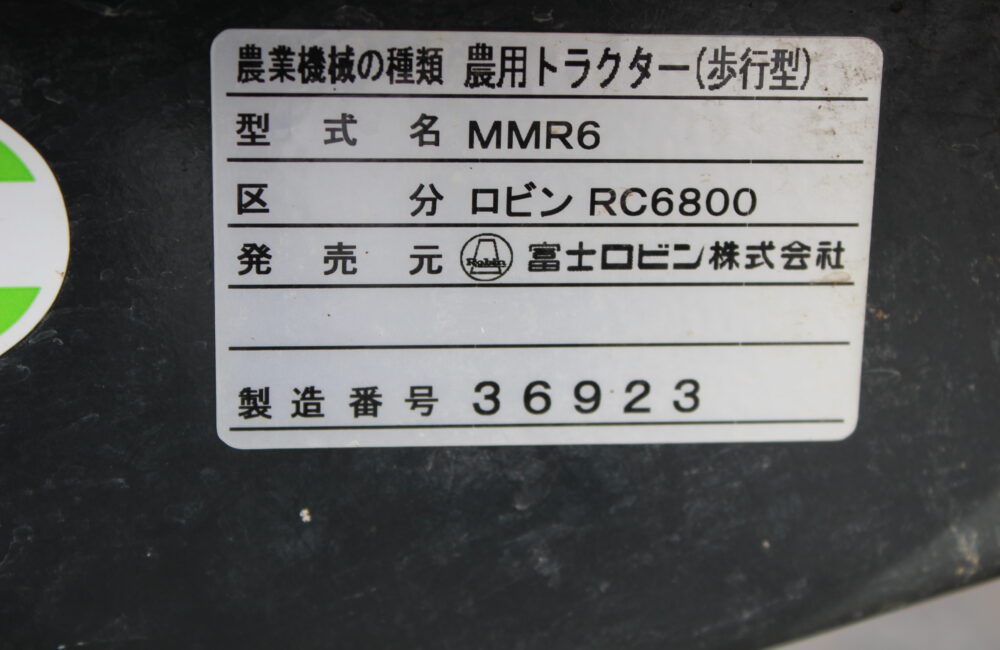 農業機械の種類 農用トラクター(歩行型)
型式名 MMR6
区分 ロビン RC6800
発売元 Robin 富士ロビン株式会社
製造番号 36923